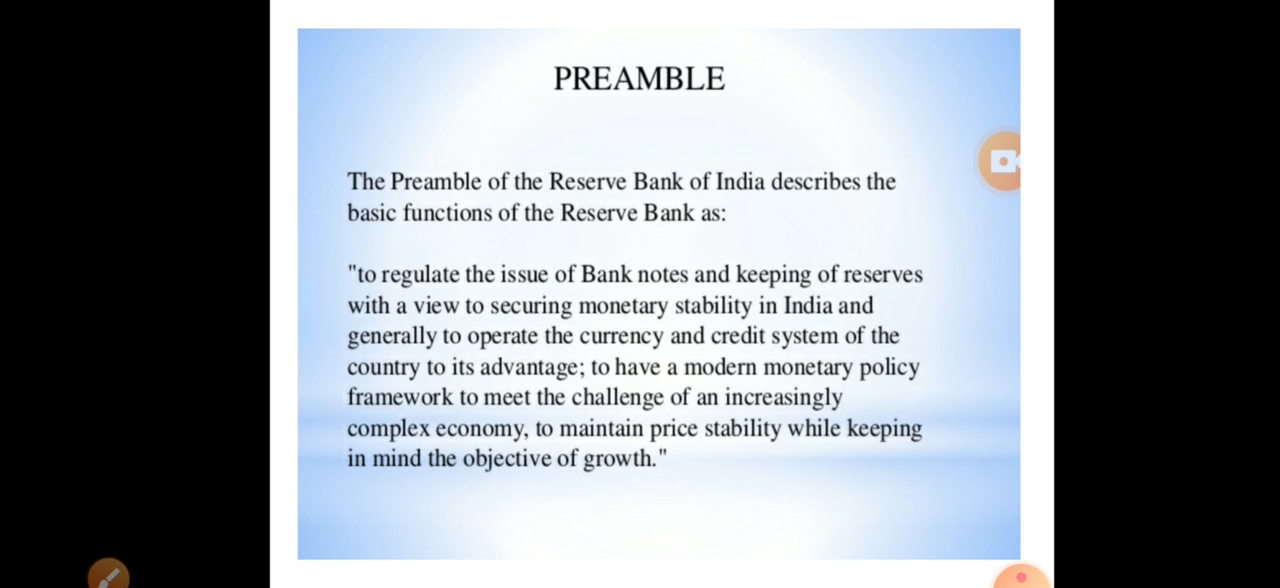 PREAMBLE
The Preamble of the Reserve Bank of India describes the
basic functions of the Reserve Bank as:
"to regulate the issue of Bank notes and keeping of reserves
with a view to securing monetary stability in India and
generally to operate the currency and credit system of the
country to its advantage; to have a modern monetary policy
framework to meet the challenge of an increasingly
complex economy, to maintain price stability while keeping
in mind the objective of growth."